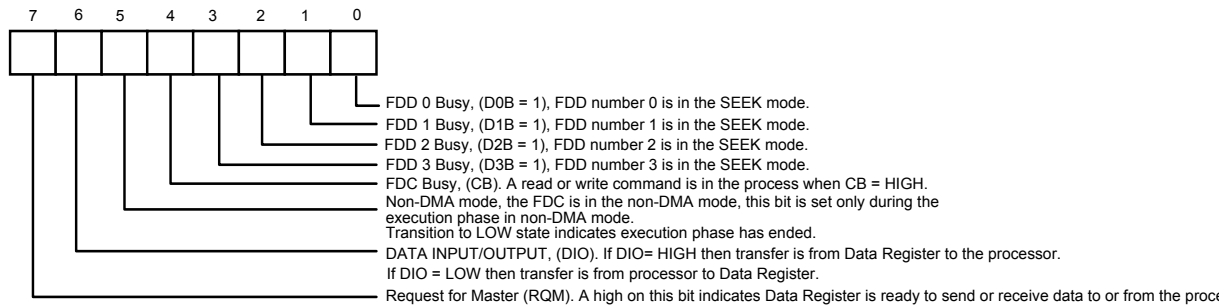 7 6 5 4 3 2 1 0
FDD 0 Busy, (D0B = 1), FDD number 0 is in the SEEK mode.
FDD 1 Busy, (D1B = 1), FDD number 1 is in the SEEK mode.
FDD 2 Busy, (D2B = 1), FDD number 2 is in the SEEK mode.
FDD 3 Busy, (D3B = 1), FDD number 3 is in the SEEK mode.
FDC Busy, (CB). A read or write command is in the process when CB = HIGH.
Non-DMA mode, the FDC is in the non-DMA mode, this bit is set only during the
execution phase in non-DMA mode.
Transition to LOW state indicates execution phase has ended.
DATA INPUT/OUTPUT, (DIO). If DIO= HIGH then transfer is from Data Register to the processor.
If DIO = LOW then transfer is from processor to Data Register.
Request for Master (RQM). A high on this bit indicates Data Register is ready to send or receive data to or from the